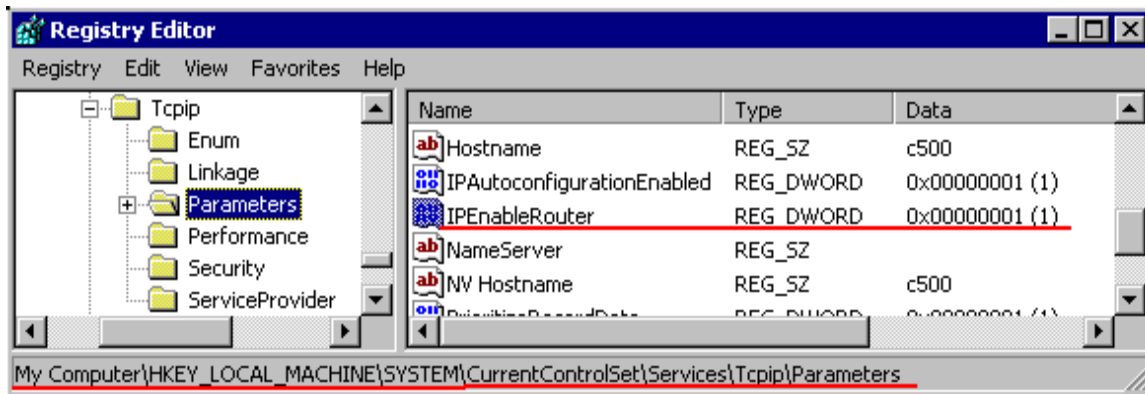 Registry Editor
Registry Edit View Favorites Help
Tcpip
Enum
Linkage
Parameters
Performance
Security
ServiceProvider
Name Type Data
Hostname REG_SZ c500
IPAutoconfigurationEnabled REG_DWORD 0x00000001 (1)
IPEnableRouter REG_DWORD 0x00000001 (1)
NameServer REG_SZ
NV Hostname REG_SZ c500
My Computer\HKEY_LOCAL_MACHINE\SYSTEM\CurrentControlSet\Services\Tcpip\Parameters